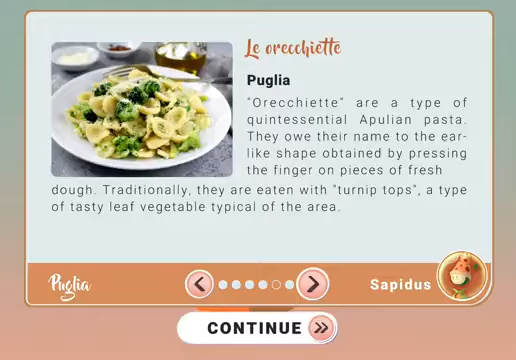 Le orecchiette
Puglia
"Orecchiette" are a type of
quintessential Apulian pasta.
They owe their name to the ear-
like shape obtained by pressing
the finger on pieces of fresh
dough. Traditionally, they are eaten with "turnip tops", a type
of tasty leaf vegetable typical of the area.
Puglia
Sapidus
CONTINUE